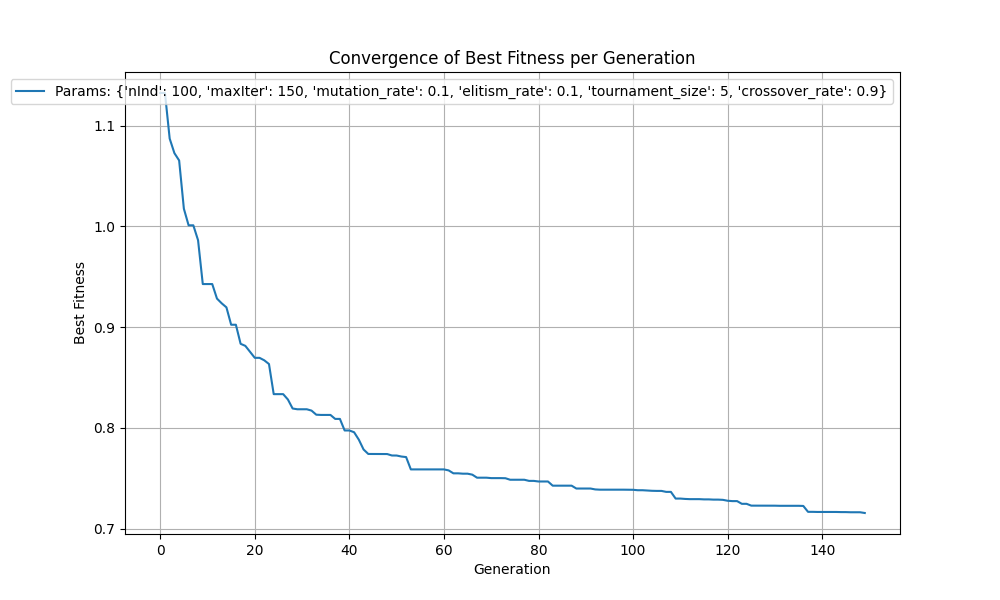 Convergence of Best Fitness per Generation
Params: {'nInd': 100, 'maxIter': 150, 'mutation_rate': 0.1, 'elitism_rate': 0.1, 'tournament_size': 5, 'crossover_rate': 0.9}
1.1
1.0
0.9
0.8
0.7
Best Fitness
0 20 40 60 80 100 120 140
Generation